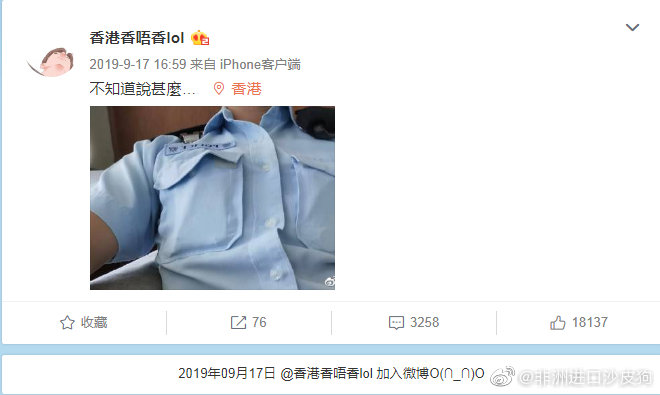 香港香唔香lol
2019-9-17 16:59 来自 iPhone客户端
不知道說甚麼... 香港
收藏
76
3258
18137
2019年09月17日 @香港香唔香lol 加入微博O(∩_∩)O
@非洲进口沙皮狗